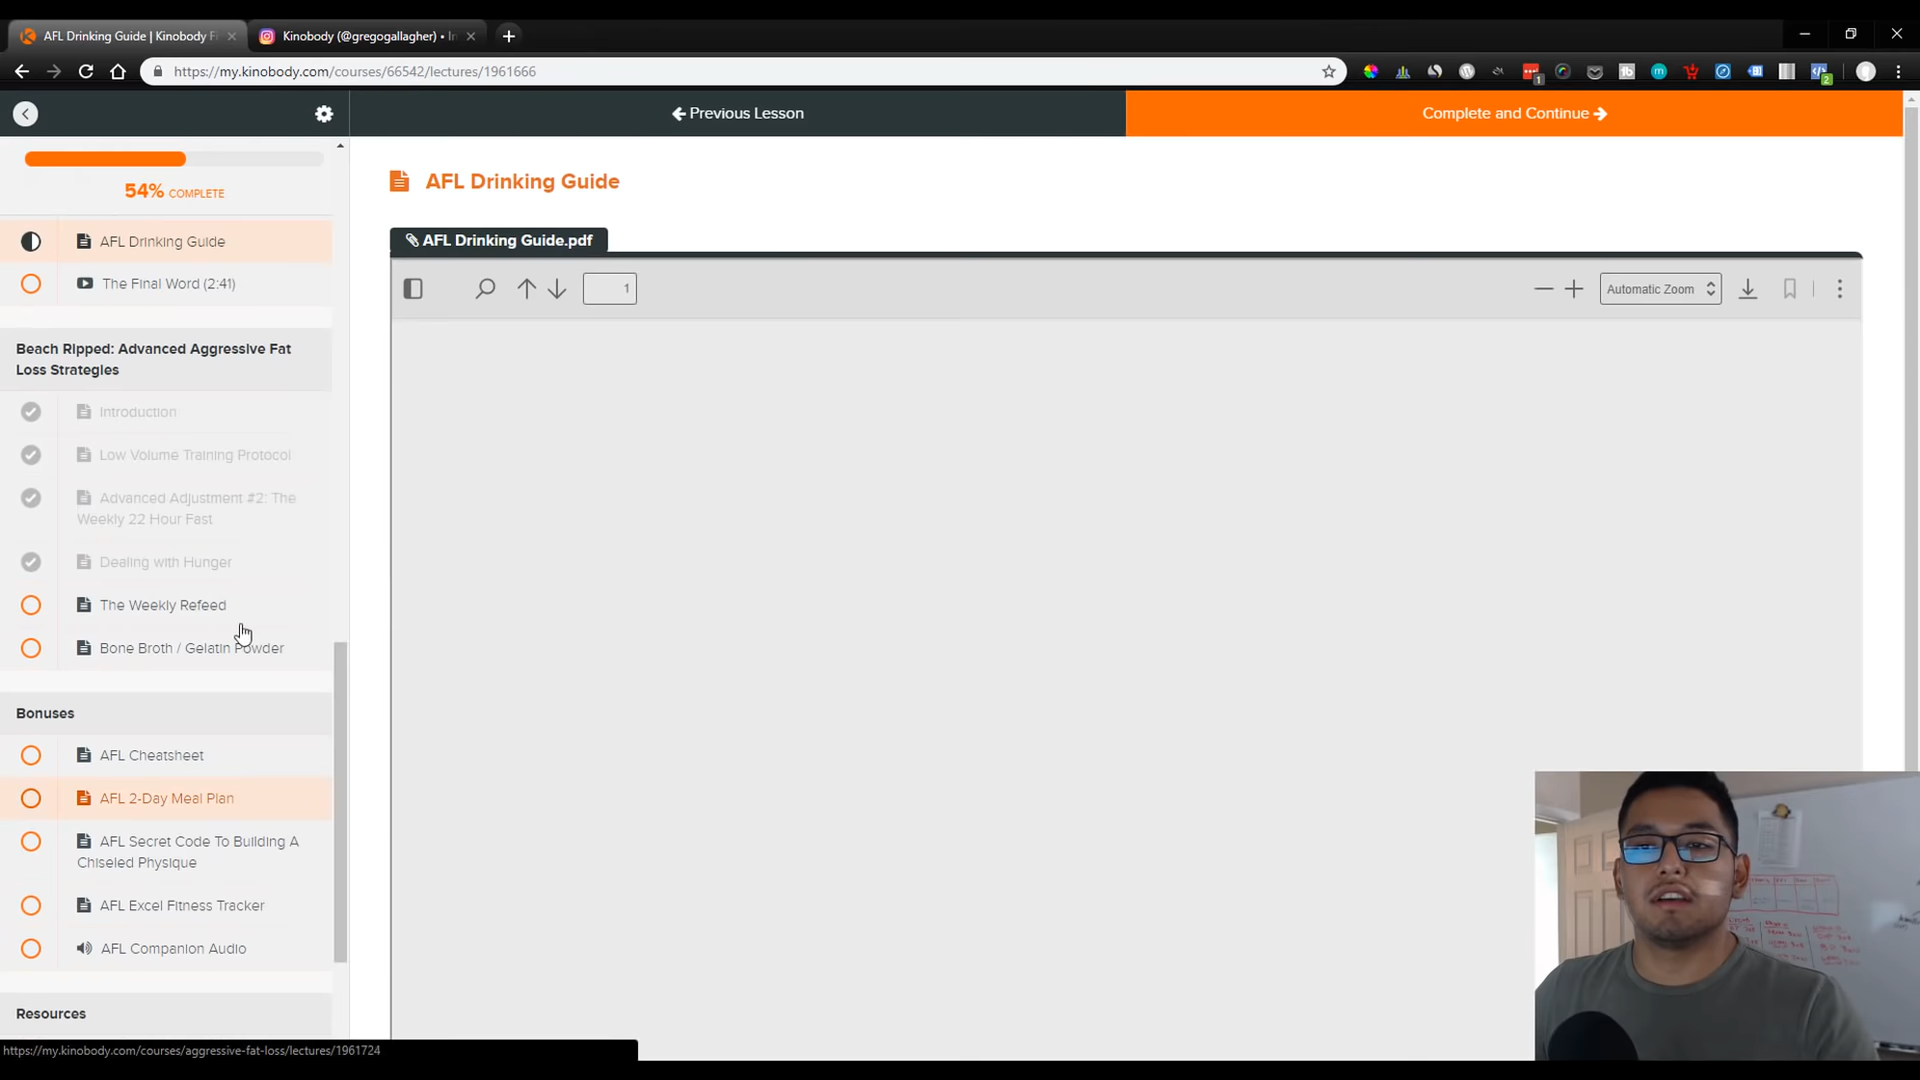 AFL Drinking Guide | Kinobody F
Kinobody (@gregogallagher) • In
https://my.kinobody.com/courses/66542/lectures/1961666
1
2
Previous Lesson
Complete and Continue
54% COMPLETE
AFL Drinking Guide
The Final Word (2:41)
Beach Ripped: Advanced Aggressive Fat
Loss Strategies
Introduction
Low Volume Training Protocol
Advanced Adjustment #2: The
Weekly 22 Hour Fast
Dealing with Hunger
The Weekly Refeed
Bone Broth / Gelatin Powder
Bonuses
AFL Cheatsheet
AFL 2-Day Meal Plan
AFL Secret Code To Building A
Chiseled Physique
AFL Excel Fitness Tracker
AFL Companion Audio
Resources
https://my.kinobody.com/courses/aggressive-fat-loss/lectures/1961724
AFL Drinking Guide
AFL Drinking Guide.pdf
1
Automatic Zoom